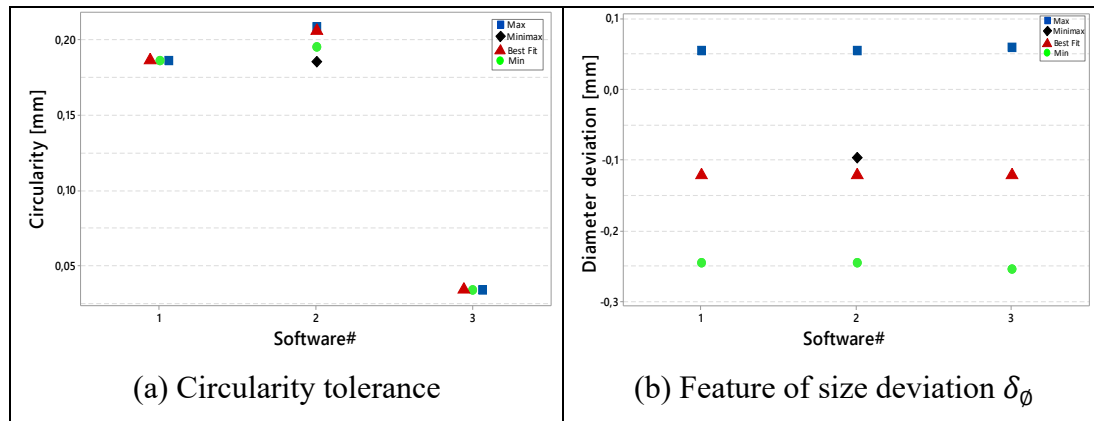 Circularity [mm]
0,20
0,15
0,10
0,05
1
2
3
Software#
Max
Minimax
Best Fit
Min
(a) Circularity tolerance
Diameter deviation [mm]
0,1
0,0
-0,1
-0,2
-0,3
1
2
3
Software#
Max
Minimax
Best Fit
Min
(b) Feature of size deviation δ∅